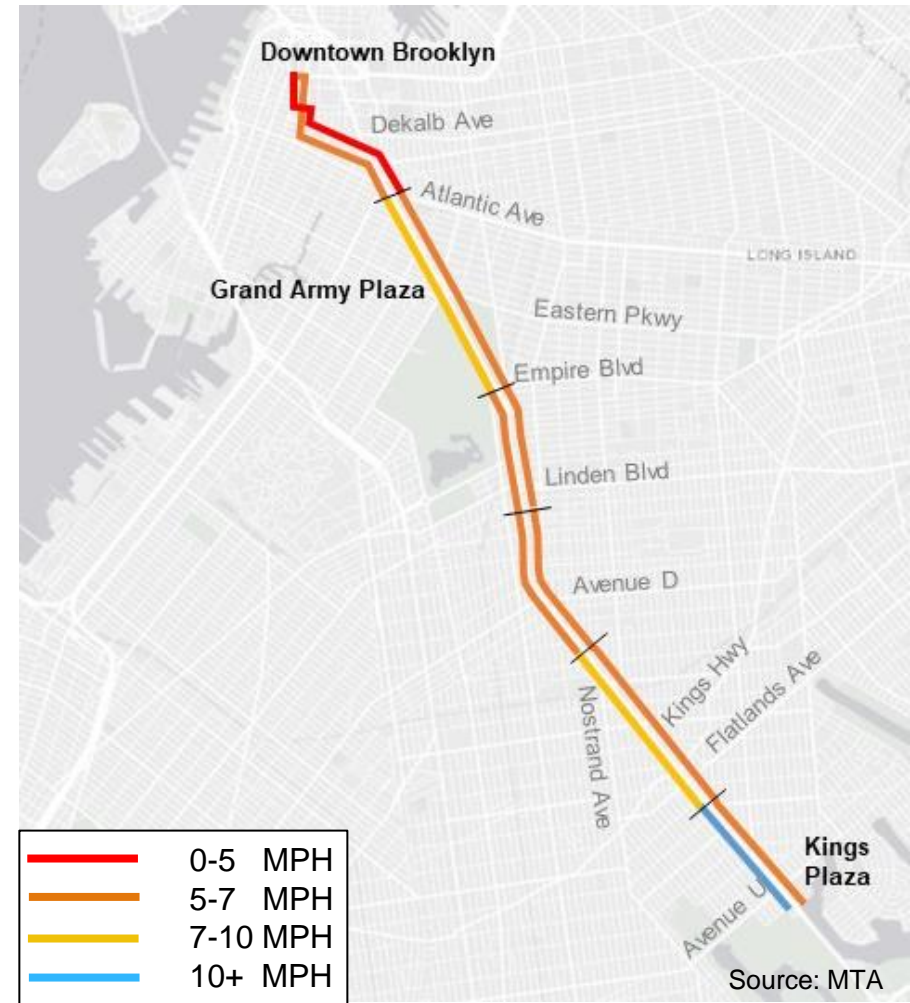 Downtown Brooklyn
Dekalb Ave
Atlantic Ave
LONG ISLAND
Grand Army Plaza
Eastern Pkwy
Empire Blvd
Linden Blvd
Avenue D
Kings Hwy
Flatlands Ave
Nostrand Ave
Kings
Plaza
Avenue U
0-5 MPH
5-7 MPH
7-10 MPH
10+ MPH
Source: MTA